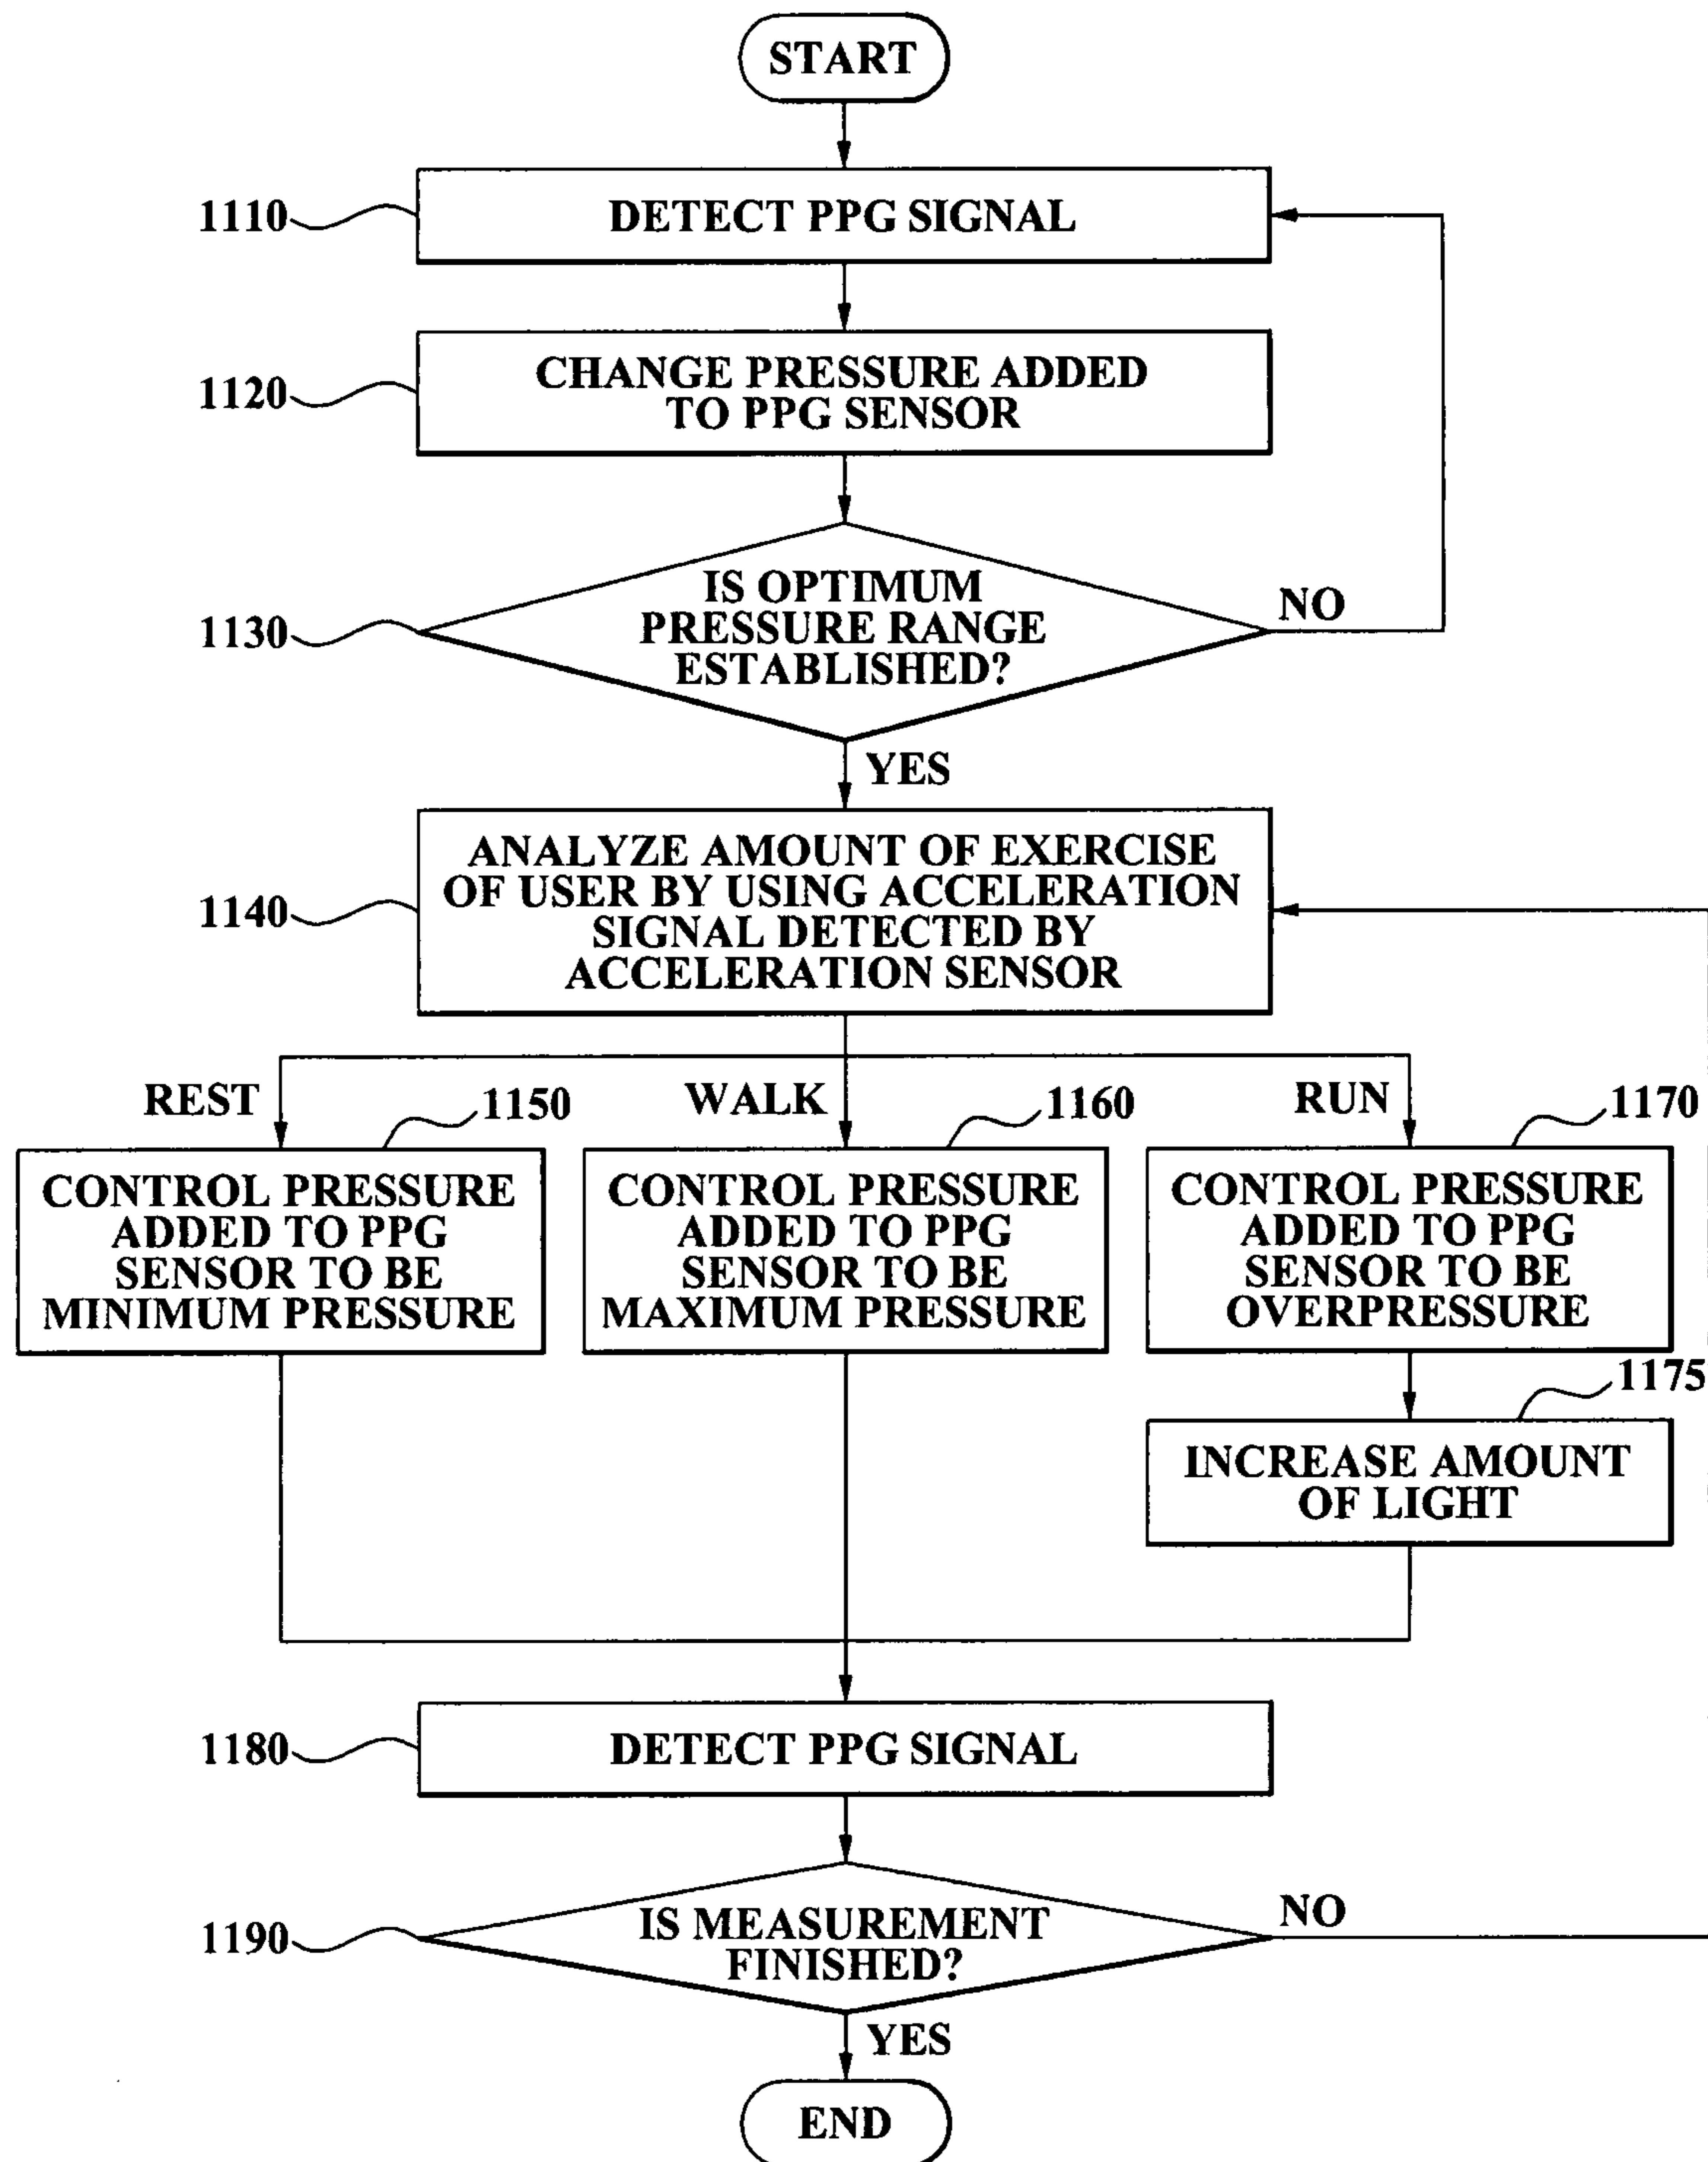 START
1110
DETECT PPG SIGNAL
1120
CHANGE PRESSURE ADDED
TO PPG SENSOR
1130
IS OPTIMUM
PRESSURE RANGE
ESTABLISHED?
NO
YES
1140
ANALYZE AMOUNT OF EXERCISE
OF USER BY USING ACCELERATION
SIGNAL DETECTED BY
ACCELERATION SENSOR
REST
1150
CONTROL PRESSURE
ADDED TO PPG
SENSOR TO BE
MINIMUM PRESSURE
WALK
1160
CONTROL PRESSURE
ADDED TO PPG
SENSOR TO BE
MAXIMUM PRESSURE
RUN
1170
CONTROL PRESSURE
ADDED TO PPG
SENSOR TO BE
OVERPRESSURE
1175
INCREASE AMOUNT
OF LIGHT
1180
DETECT PPG SIGNAL
1190
IS MEASUREMENT
FINISHED?
NO
YES
END